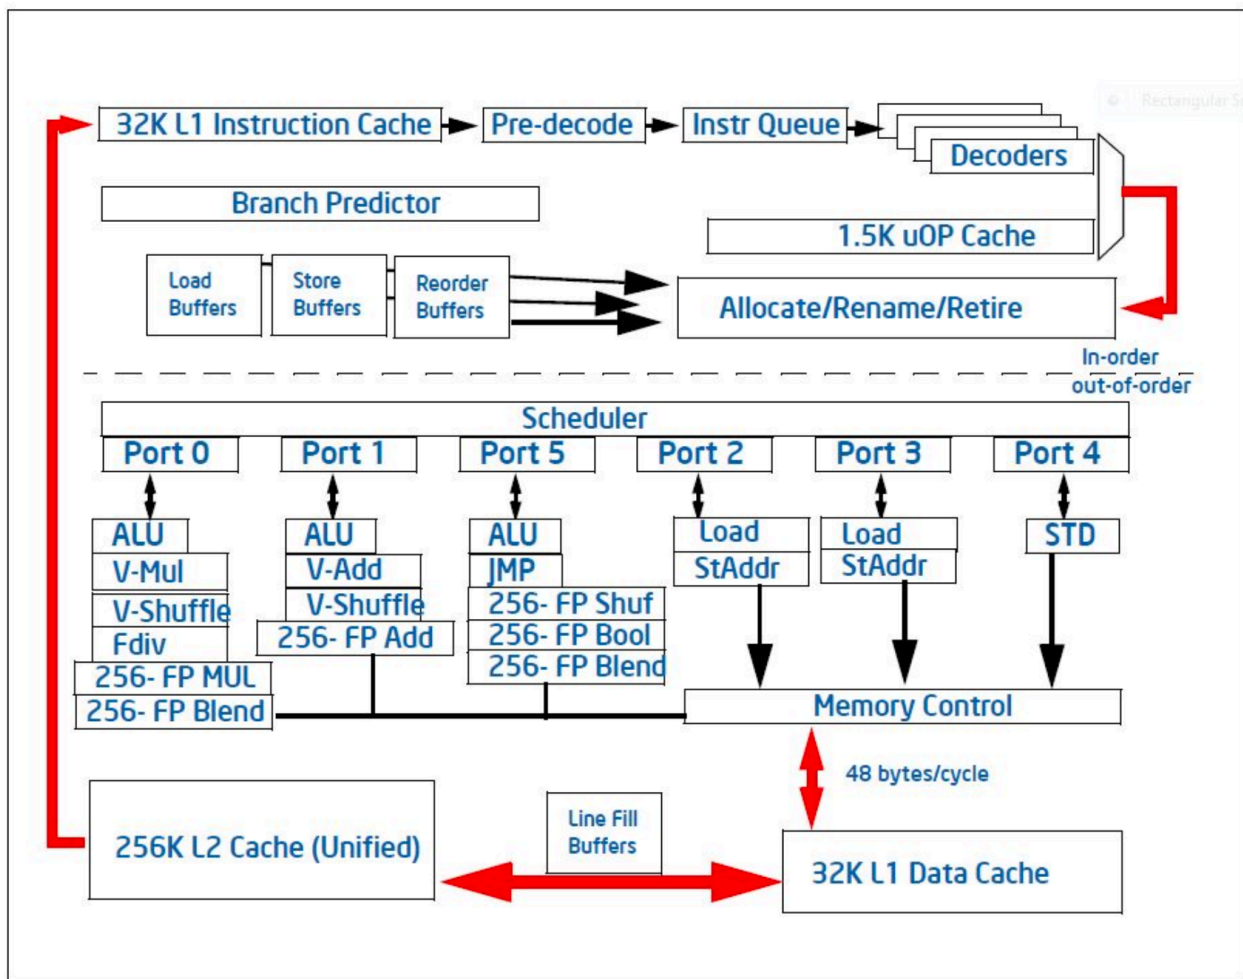 32K L1 Instruction Cache
Pre-decode
Instr Queue
Decoders
Branch Predictor
1.5K uOP Cache
Load
Buffers
Store
Buffers
Reorder
Buffers
Allocate/Rename/Retire
In-order
out-of-order
Scheduler
Port 0
Port 1
Port 5
Port 2
Port 3
Port 4
ALU
V-Mul
V-Shuffle
Fdiv
256- FP MUL
256- FP Blend
ALU
V-Add
V-Shuffle
256- FP Add
ALU
JMP
256- FP Shuf
256- FP Bool
256- FP Blend
Load
StAddr
Load
StAddr
STD
Memory Control
48 bytes/cycle
256K L2 Cache (Unified)
Line Fill
Buffers
32K L1 Data Cache